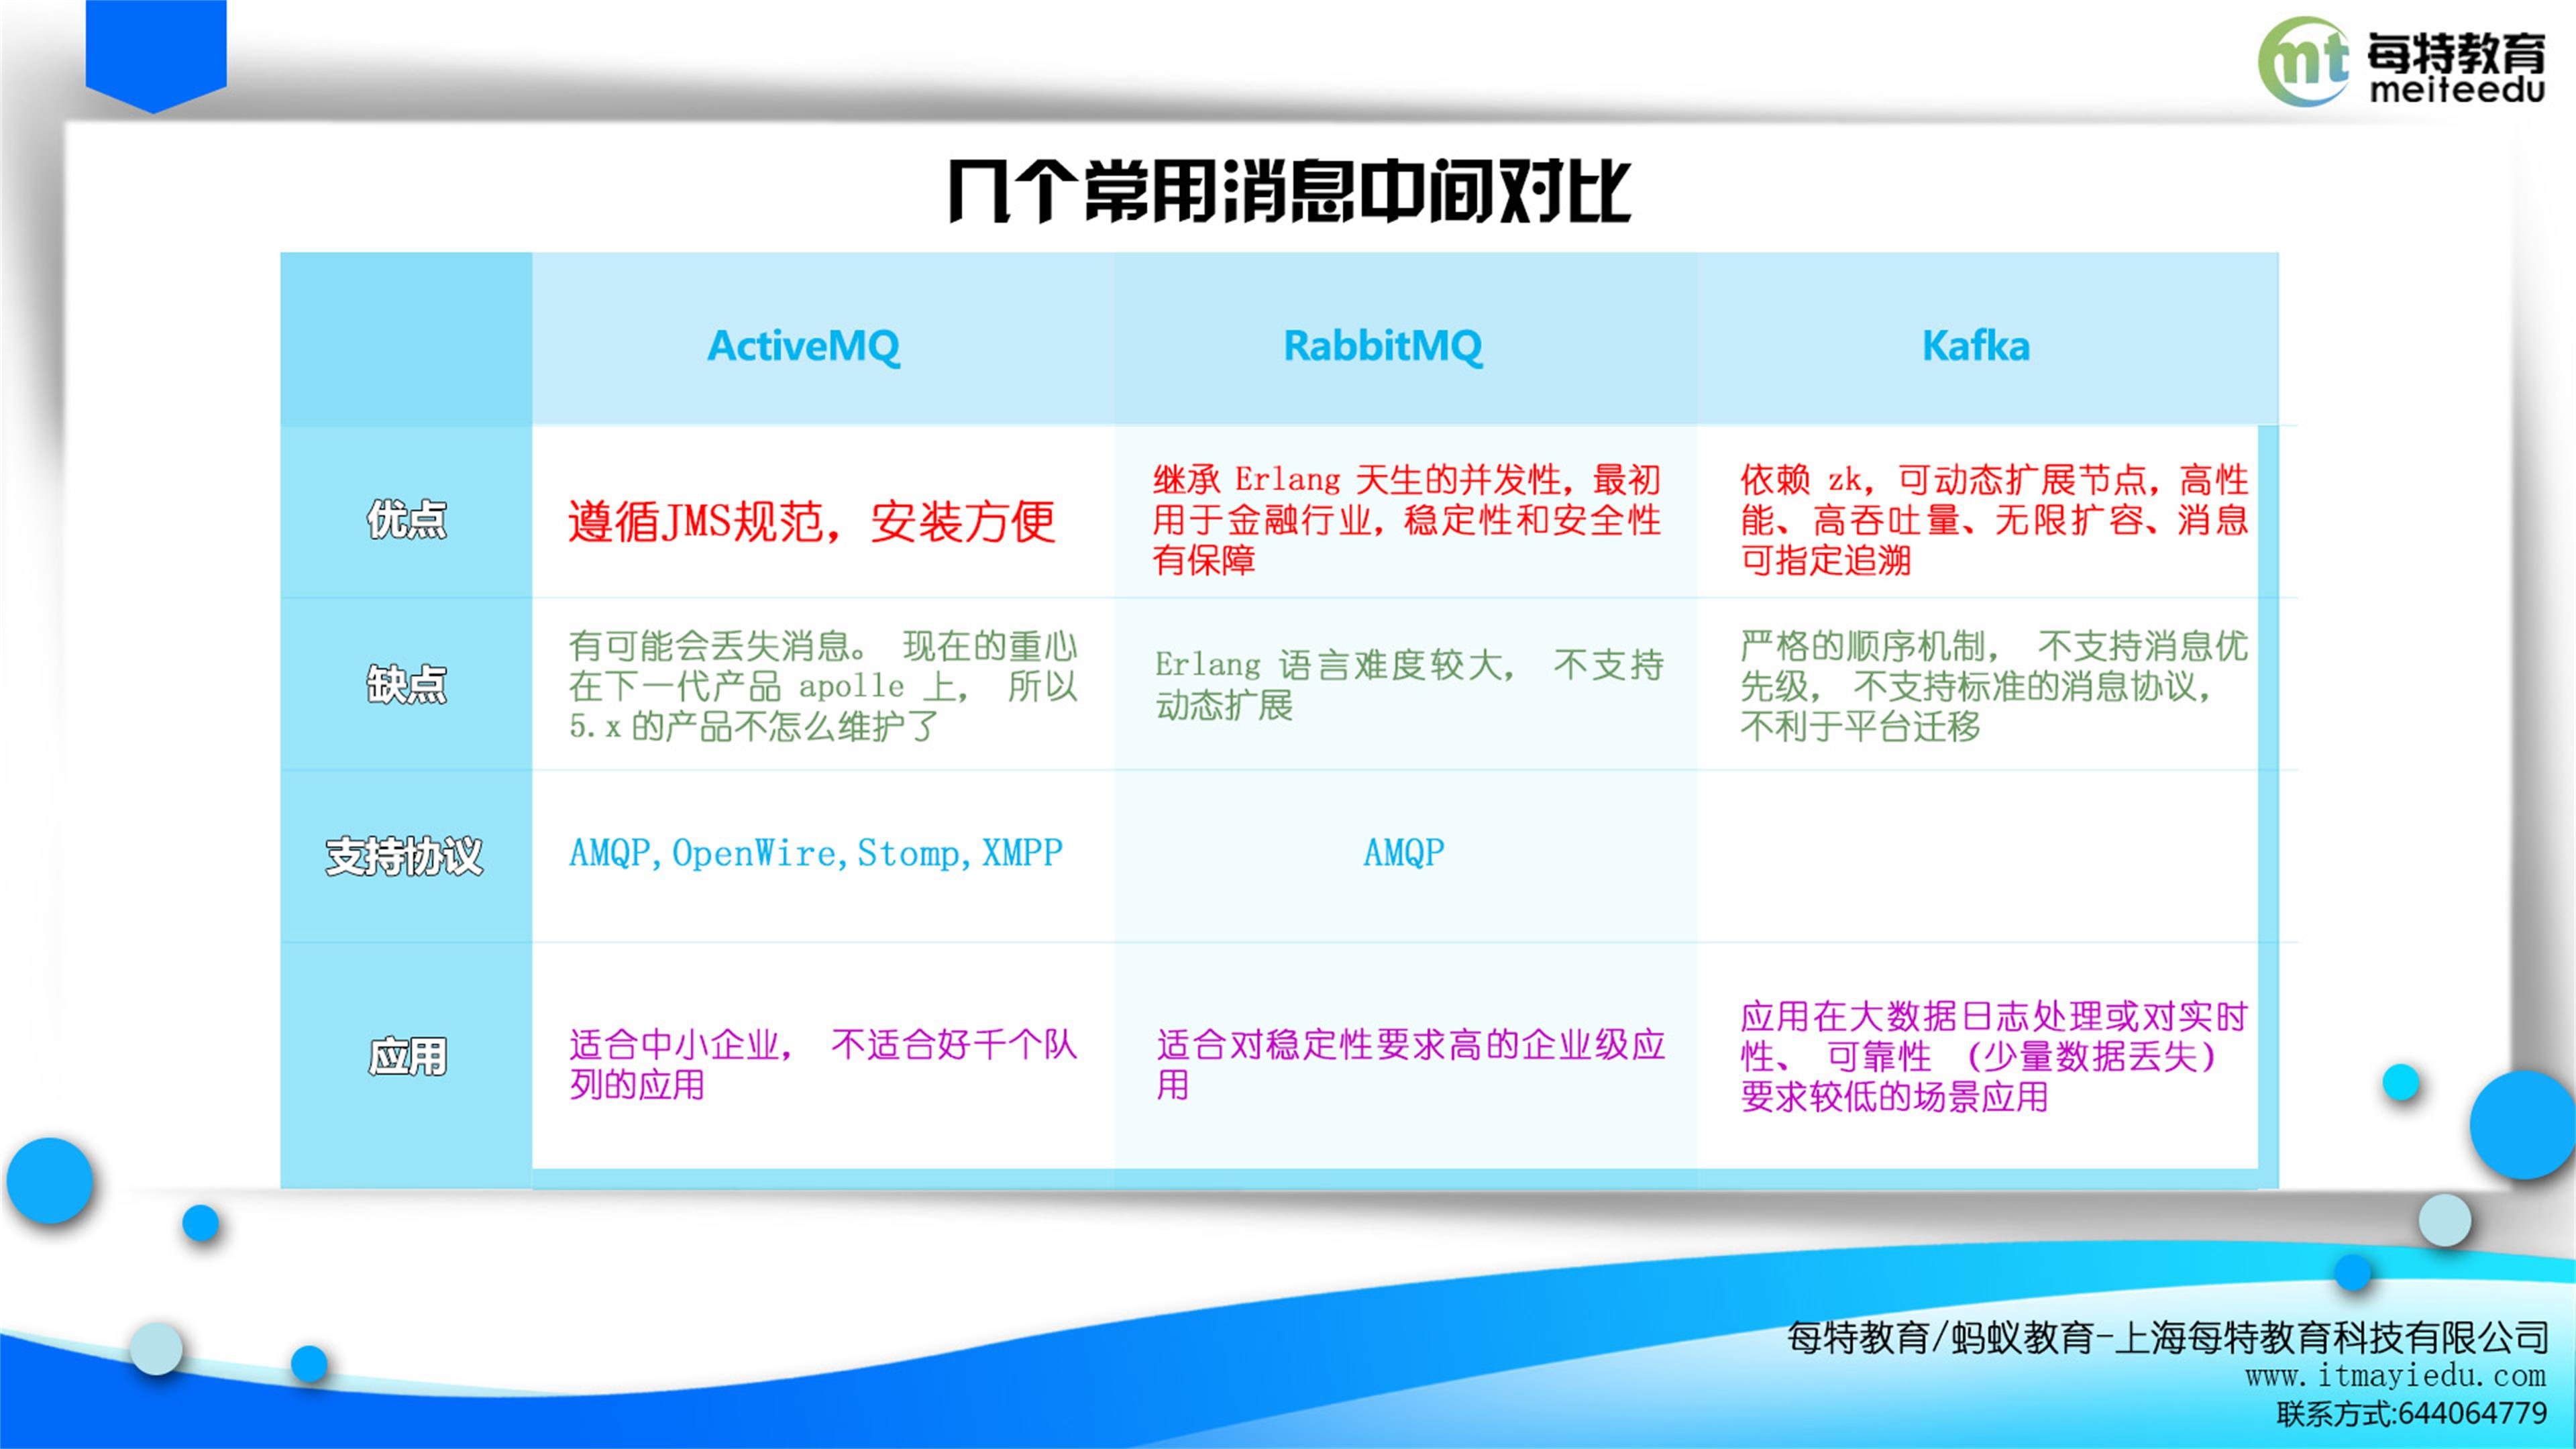 每特教育
meiteedu
几个常用消息中间对比
ActiveMQ
RabbitMQ
Kafka
优点
遵循JMS规范，安装方便
继承 Erlang 天生的并发性，最初
用于金融行业，稳定性和安全性
有保障
依赖 zk，可动态扩展节点，高性
能、高吞吐量、无限扩容、消息
可指定追溯
缺点
有可能会丢失消息。 现在的重心
在下一代产品 apolle 上， 所以
5.x 的产品不怎么维护了
Erlang 语言难度较大， 不支持
动态扩展
严格的顺序机制， 不支持消息优
先级， 不支持标准的消息协议，
不利于平台迁移
支持协议
AMQP,OpenWire,Stomp,XMPP
AMQP
应用
适合中小企业， 不适合好千个队
列的应用
适合对稳定性要求高的企业级应
用
应用在大数据日志处理或对实时
性、 可靠性 （少量数据丢失）
要求较低的场景应用
每特教育/蚂蚁教育-上海每特教育科技有限公司
www.itmayiedu.com
联系方式:644064779